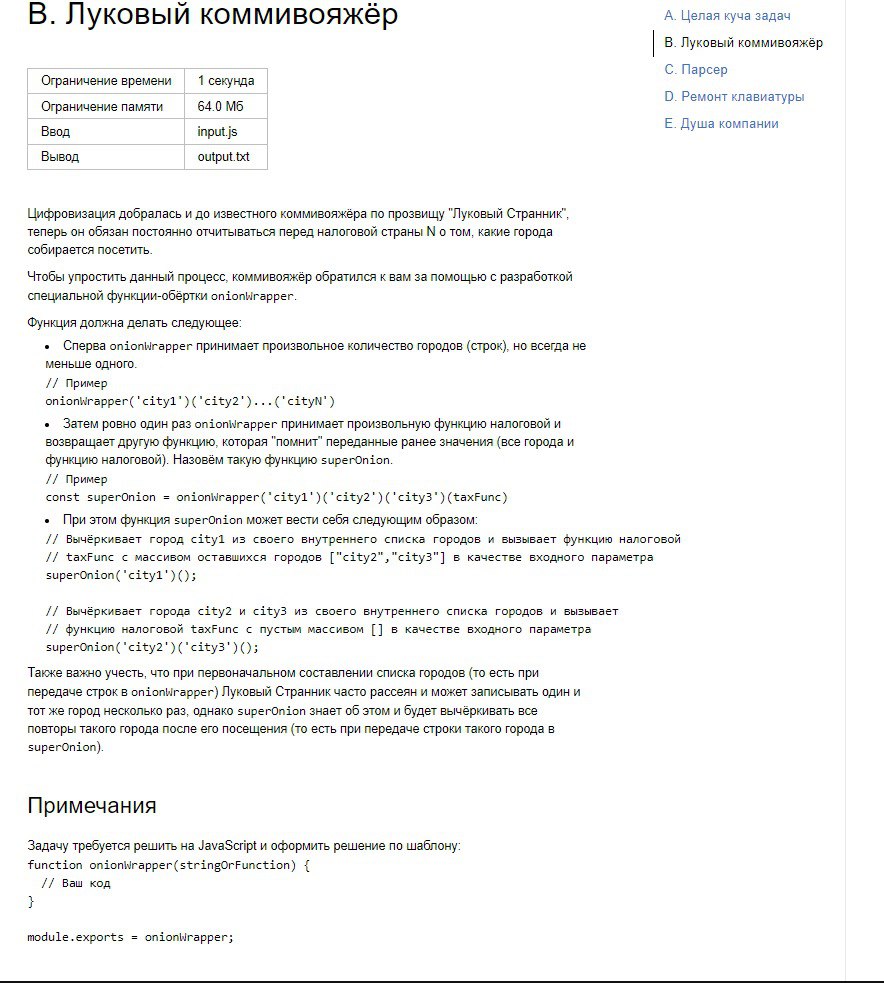 B. Луковый коммивояжёр
A. Целая куча задач
B. Луковый коммивояжёр
C. Парсер
D. Ремонт клавиатуры
E. Душа компании
Ограничение времени 1 секунда
Ограничение памяти 64.0 Мб
Ввод input.js
Вывод output.txt
Цифровизация добралась и до известного коммивояжёра по прозвищу "Луковый Странник",
теперь он обязан постоянно отчитываться перед налоговой страны N о том, какие города
собирается посетить.
Чтобы упростить данный процесс, коммивояжёр обратился к вам за помощью с разработкой
специальной функции-обёртки onionWrapper.
Функция должна делать следующее:
• Сперва onionWrapper принимает произвольное количество городов (строк), но всегда не
меньше одного.
// Пример
onionWrapper('city1')('city2')...('cityN')
• Затем ровно один раз onionWrapper принимает произвольную функцию налоговой и
возвращает другую функцию, которая "помнит" переданные ранее значения (все города и
функцию налоговой). Назовём такую функцию superOnion.
// Пример
const superOnion = onionWrapper('city1')('city2')('city3')(taxFunc)
• При этом функция superOnion может вести себя следующим образом:
// Вычёркивает город city1 из своего внутреннего списка городов и вызывает функцию налоговой
// taxFunc с массивом оставшихся городов ["city2","city3"] в качестве входного параметра
superOnion('city1')();
// Вычёркивает города city2 и city3 из своего внутреннего списка городов и вызывает
// функцию налоговой taxFunc с пустым массивом [] в качестве входного параметра
superOnion('city2')('city3')();
Также важно учесть, что при первоначальном составлении списка городов (то есть при
передаче строк в onionWrapper) Луковый Странник часто рассеян и может записывать один и
тот же город несколько раз, однако superOnion знает об этом и будет вычёркивать все
повторы такого города после его посещения (то есть при передаче строки такого города в
superOnion).
Примечания
Задачу требуется решить на JavaScript и оформить решение по шаблону:
function onionWrapper(stringOrFunction) {
// Ваш код
}
module.exports = onionWrapper;